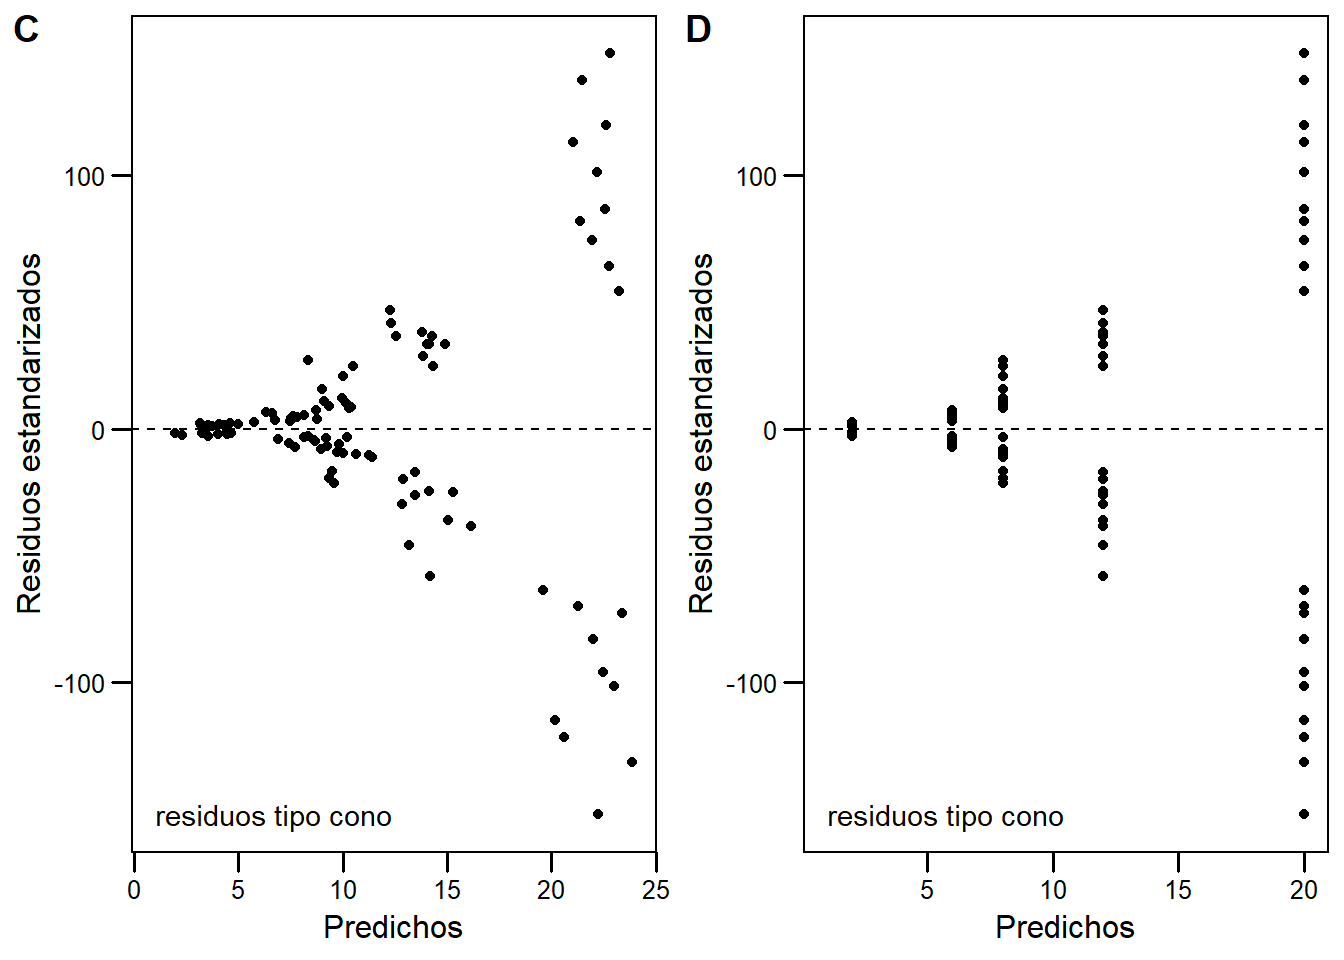 C
Residuos estandarizados
100
0
-100
residuos tipo cono
0 5 10 15 20 25
Predichos
D
Residuos estandarizados
100
0
-100
residuos tipo cono
5 10 15 20
Predichos